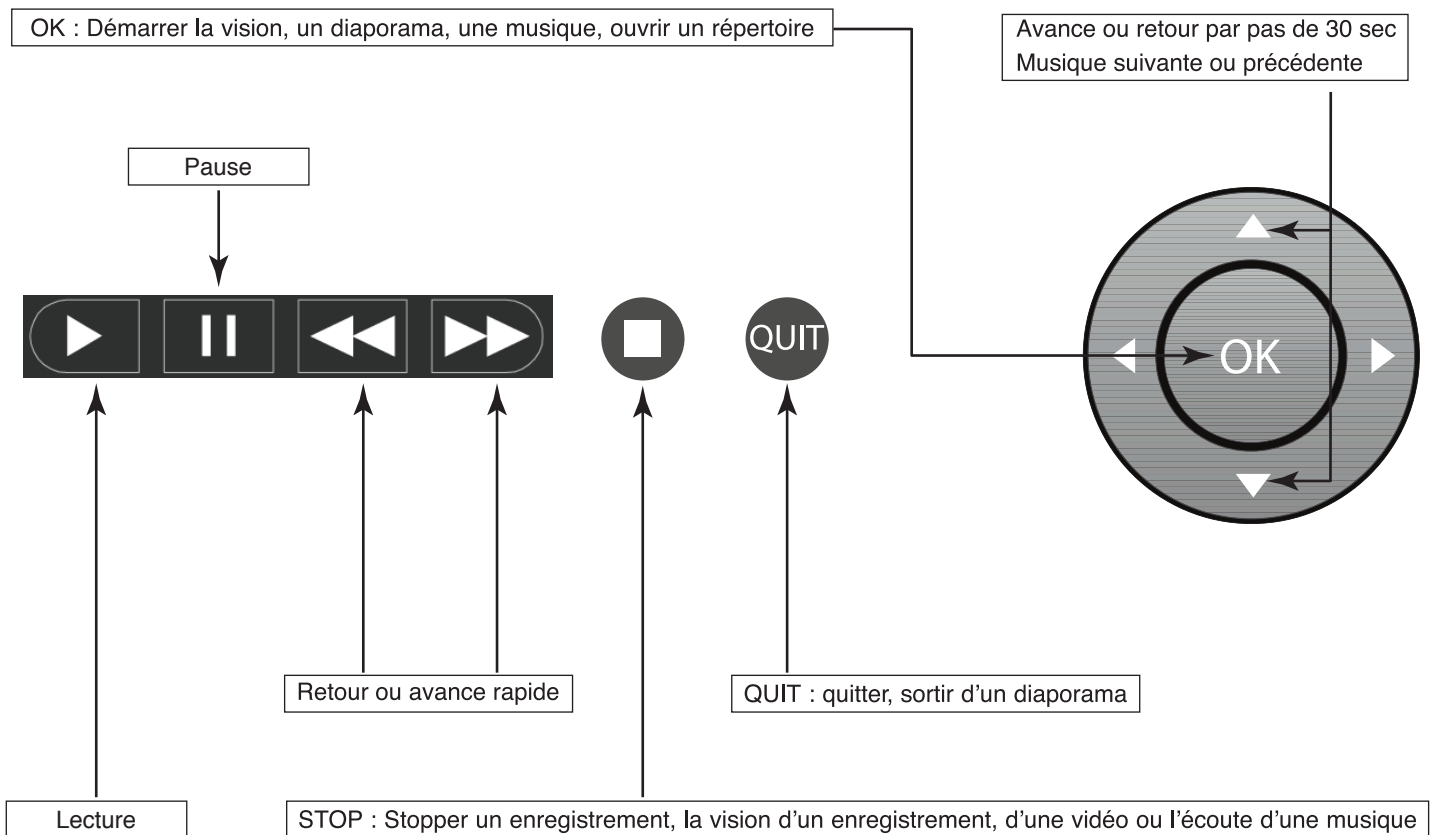 OK : Démarrer la vision, un diaporama, une musique, ouvrir un répertoire
Avance ou retour par pas de 30 sec
Musique suivante ou précédente
Pause
QUIT
OK
Retour ou avance rapide
QUIT : quitter, sortir d’un diaporama
Lecture
STOP : Stopper un enregistrement, la vision d’un enregistrement, d’une vidéo ou l’écoute d’une musique